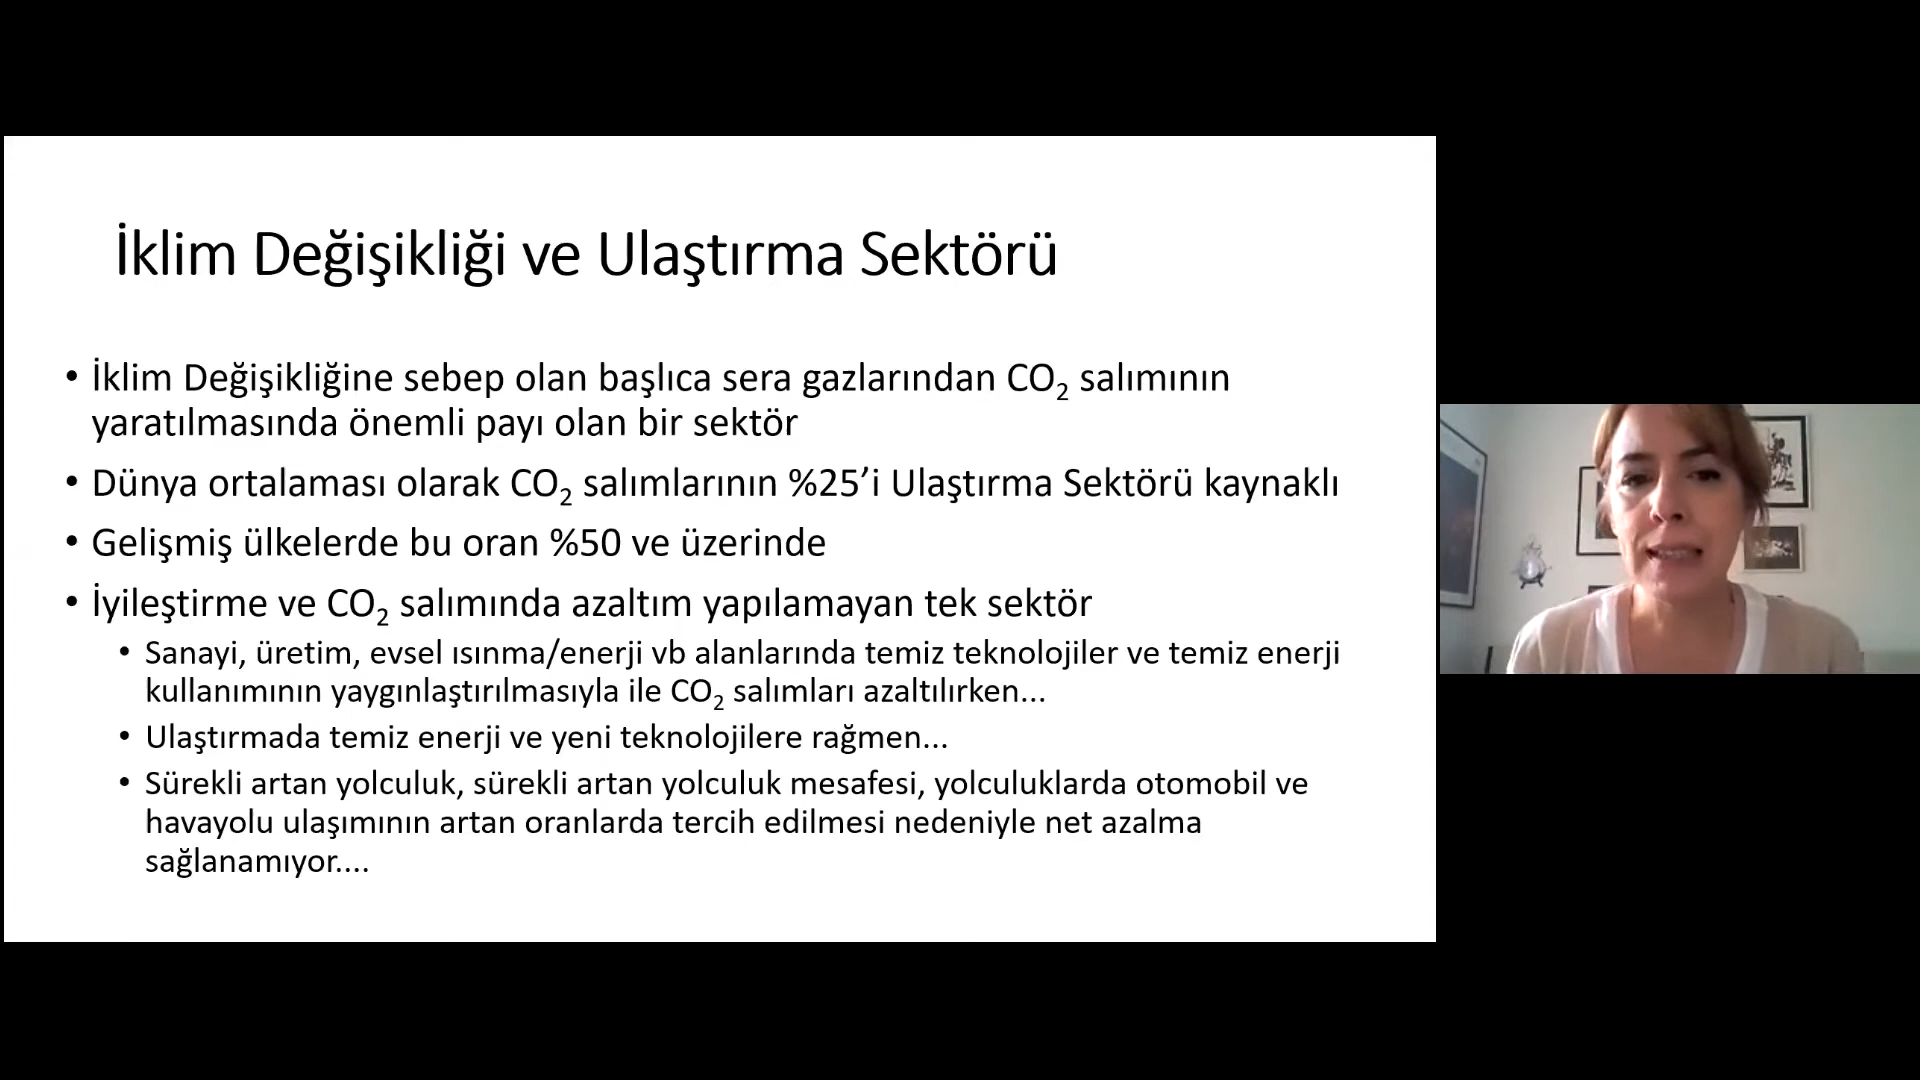 İklim Değişikliği ve Ulaştırma Sektörü
• İklim Değişikliğine sebep olan başlıca sera gazlarından CO₂ salımının
yaratılmasında önemli payı olan bir sektör
• Dünya ortalaması olarak CO₂ salımlarının %25’i Ulaştırma Sektörü kaynaklı
• Gelişmiş ülkelerde bu oran %50 ve üzerinde
• İyileştirme ve CO₂ salımında azaltım yapılamayan tek sektör
• Sanayi, üretim, evsel ısınma/enerji vb alanlarında temiz teknolojiler ve temiz enerji
kullanımının yaygınlaştırılmasıyla ile CO₂ salımları azaltılırken...
• Ulaştırmada temiz enerji ve yeni teknolojilere rağmen...
• Sürekli artan yolculuk, sürekli artan yolculuk mesafesi, yolculuklarda otomobil ve
havayolu ulaşımının artan oranlarda tercih edilmesi nedeniyle net azalma
sağlanamıyor....